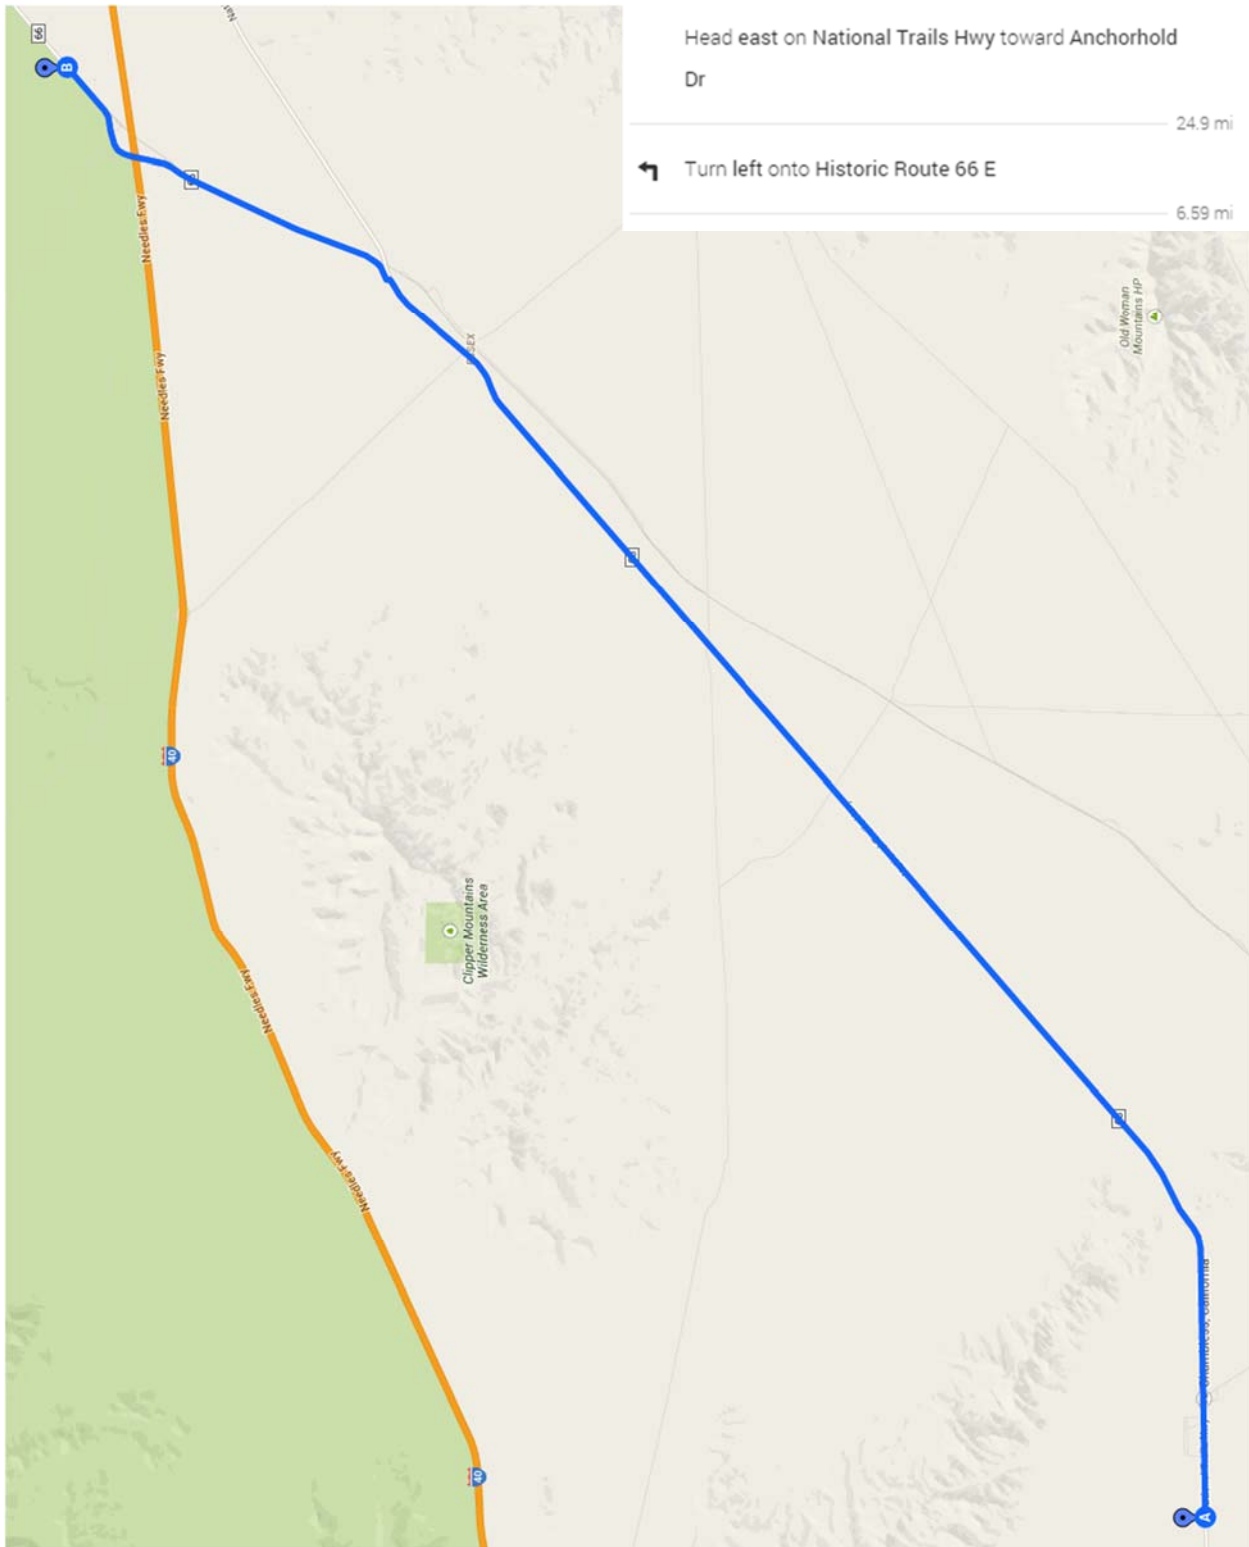 Head east on National Trails Hwy toward Anchorhold
Dr
24.9 mi
Turn left onto Historic Route 66 E
6.59 mi
66
B
Nat
Needles Fwy
Needles Fwy
Old Woman
Mountains HP
40
Clipper Mountains
Wilderness Area
Needles Fwy
Needles Fwy
40
A